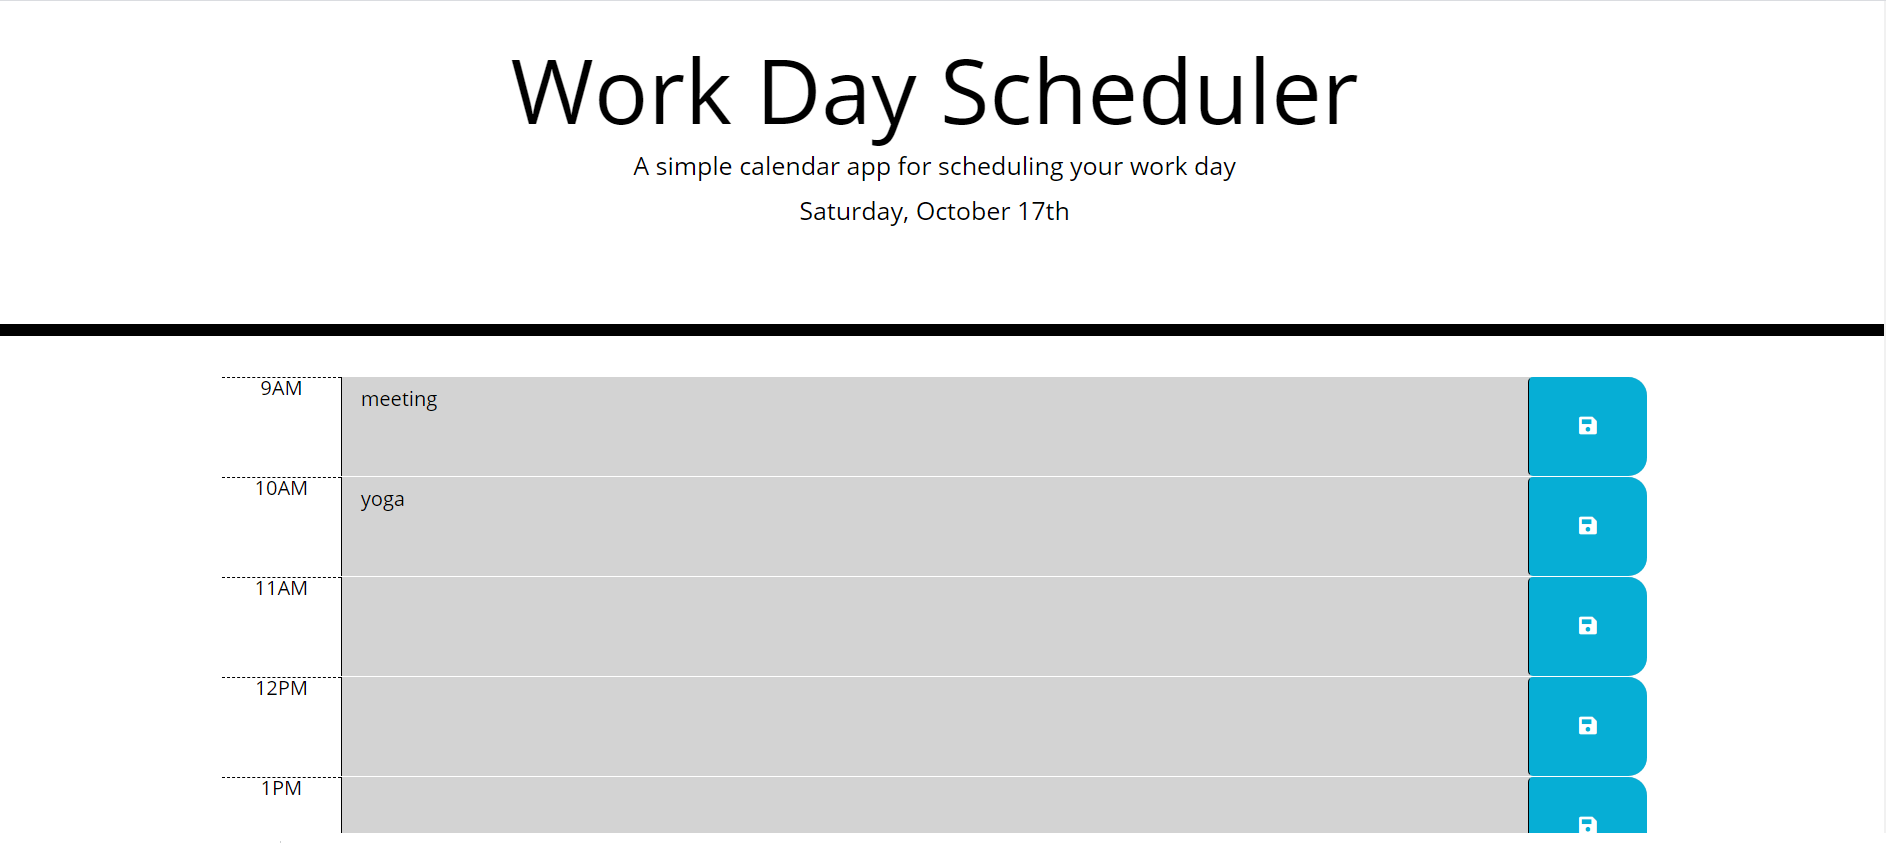 Work Day Scheduler
A simple calendar app for scheduling your work day
Saturday, October 17th
9AM
meeting
10AM
yoga
11AM
12PM
1PM